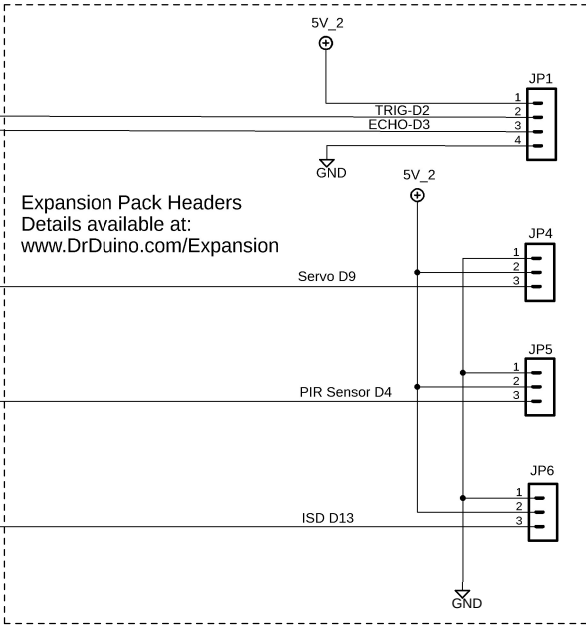 5V_2
JP1
1
TRIG-D2 2
ECHO-D3 3
4
GND
5V_2
Expansion Pack Headers
Details available at:
www.DrDuino.com/Expansion
JP4
1
2
Servo D9 3
JP5
1
2
PIR Sensor D4 3
JP6
1
2
ISD D13 3
GND